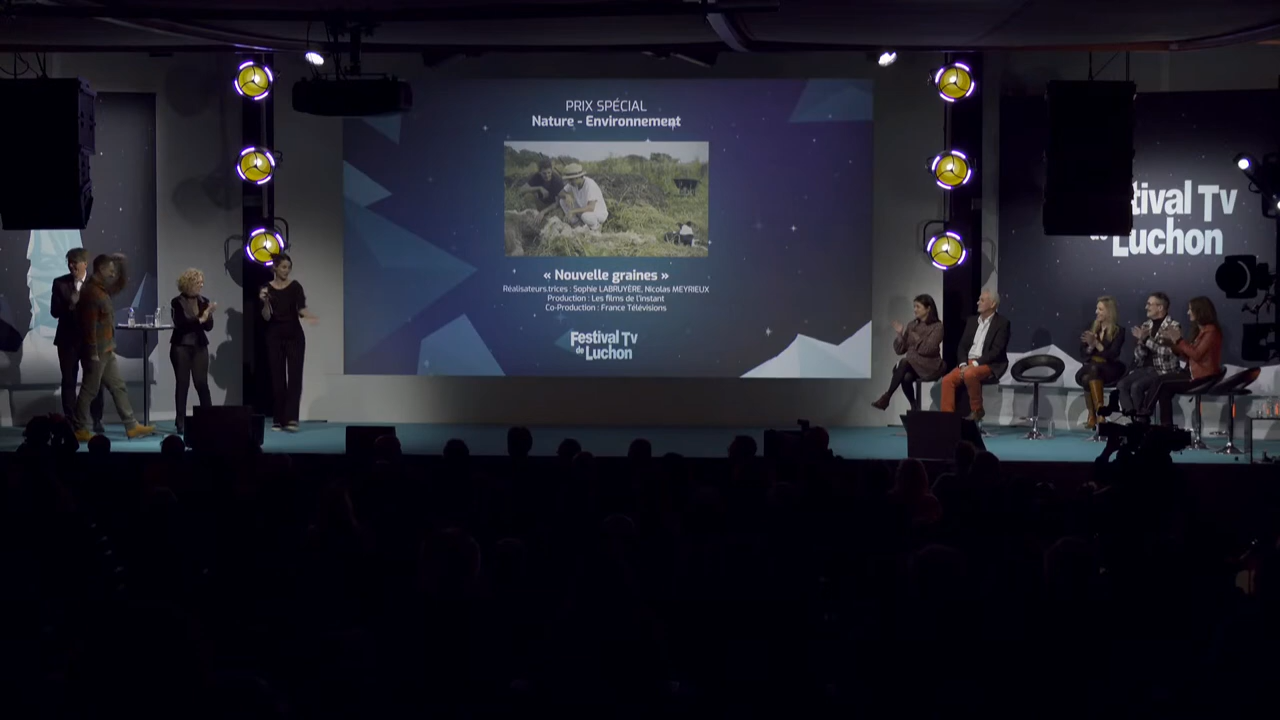 PRIX SPÉCIAL
Nature - Environnement
« Nouvelle graines »
Réalisateurs.trices : Sophie LABRUYÈRE, Nicolas MEYRIEUX
Production : Les films de l'instant
Co-Production : France Télévisions
Festival Tv
de Luchon
tival Tv
de Luchon